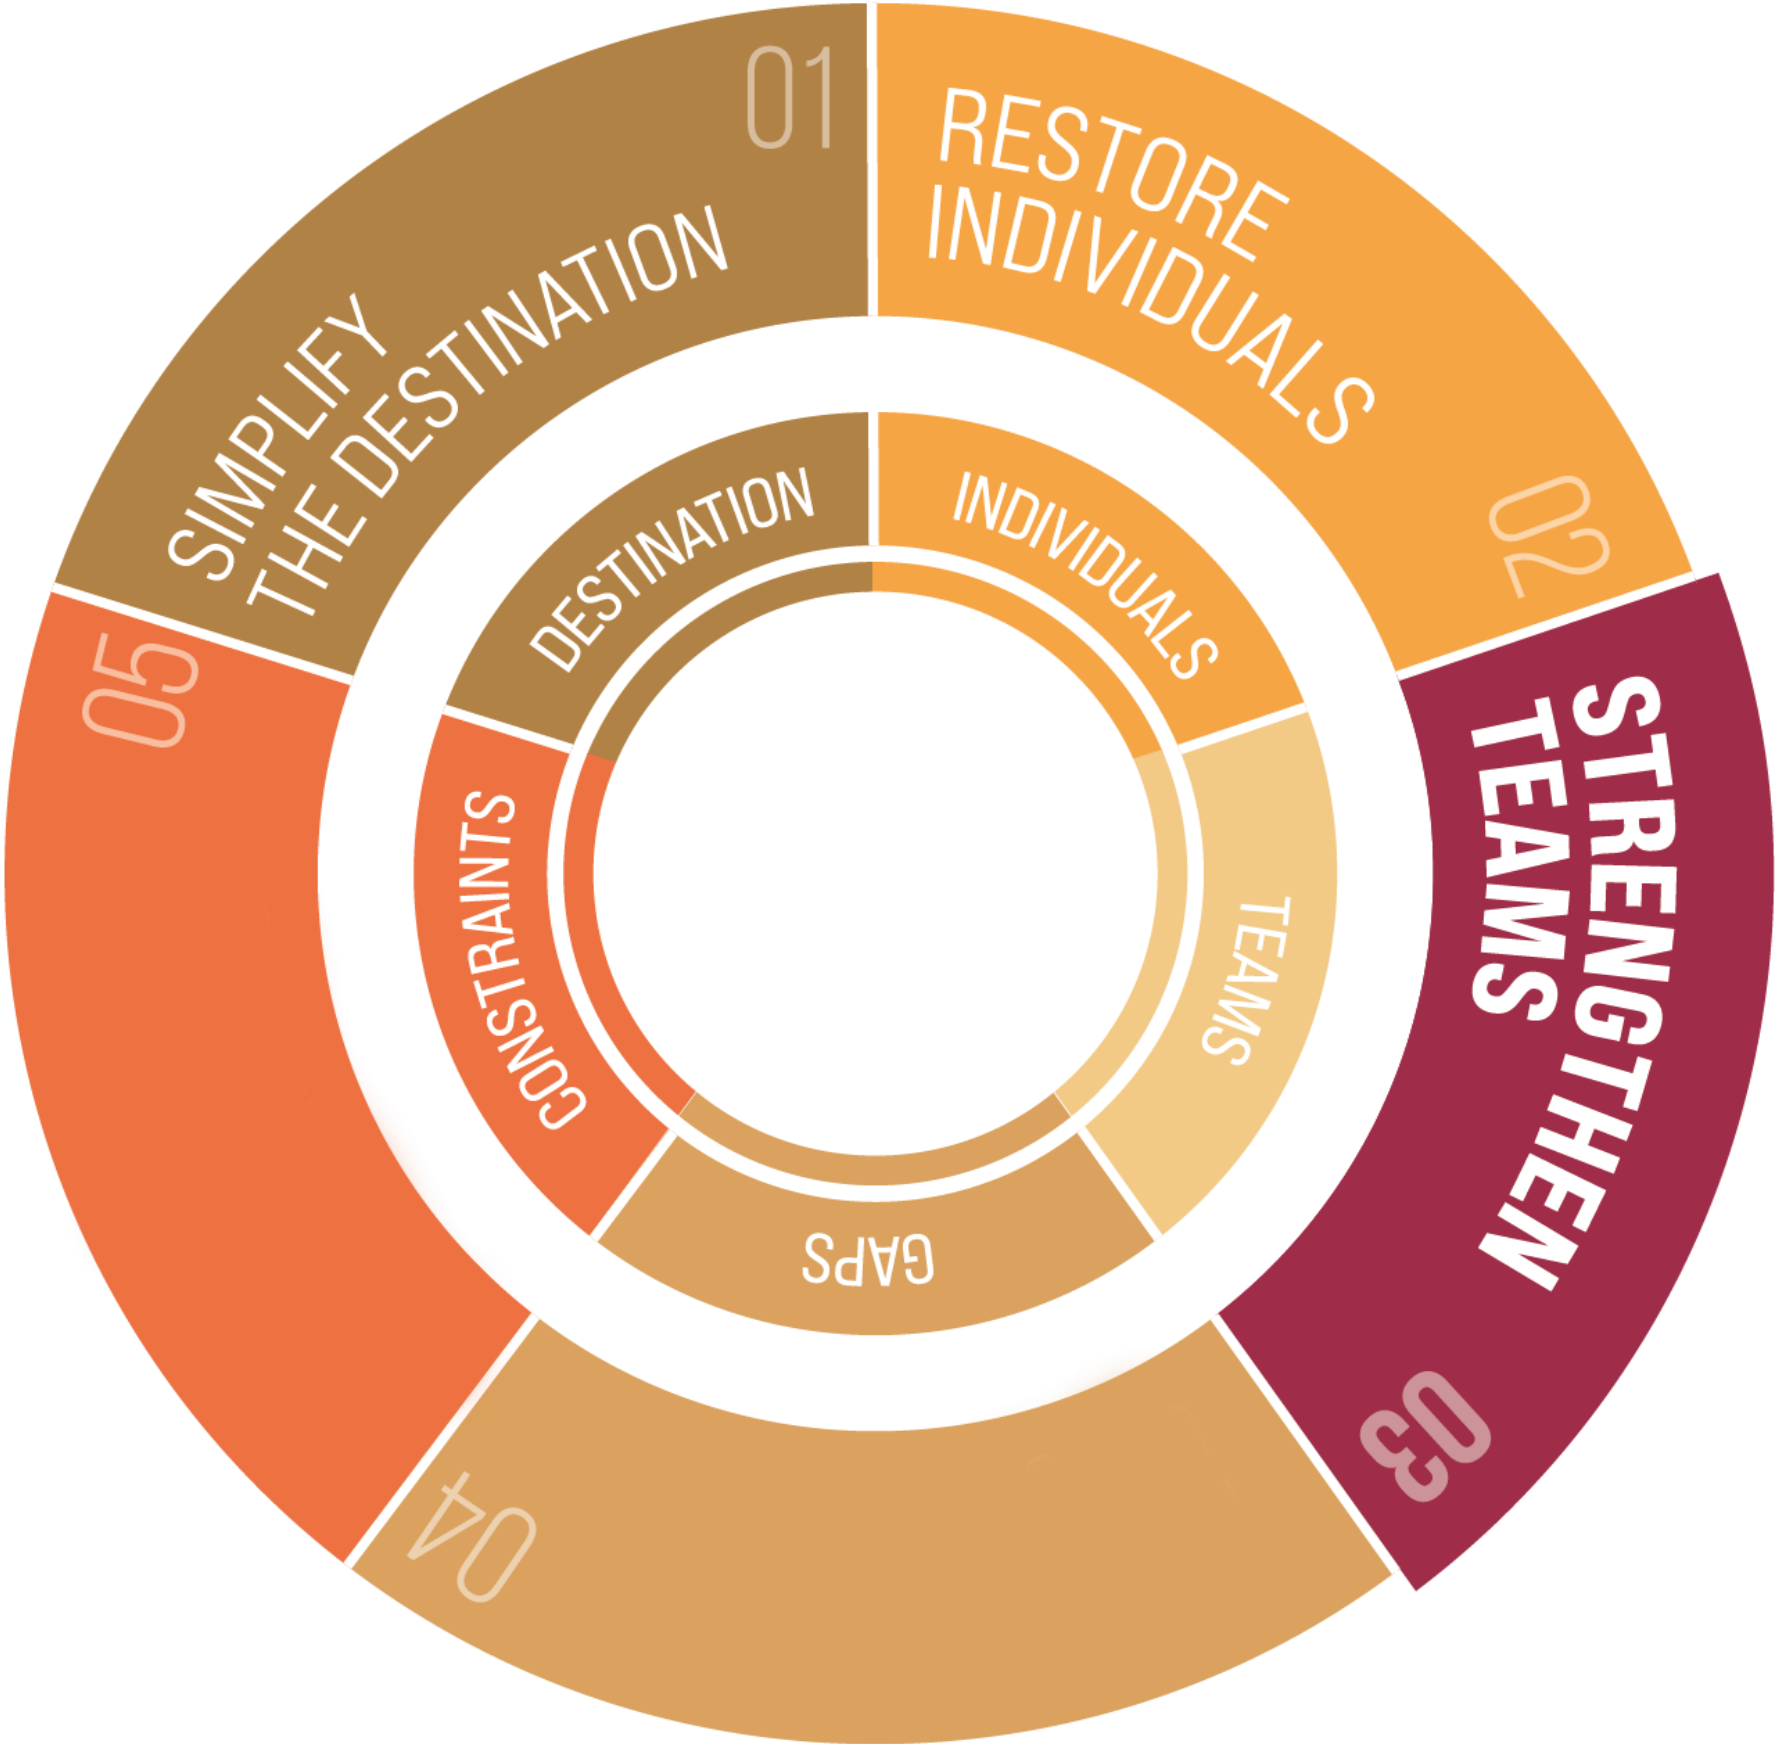 01
SIMPLIFY
THE DESTINATION
RESTORE
INDIVIDUALS
02
STRENGTHEN
TEAMS
03
04
05
DESTINATION
INDIVIDUALS
TEAMS
GAPS
CONSTRAINTS